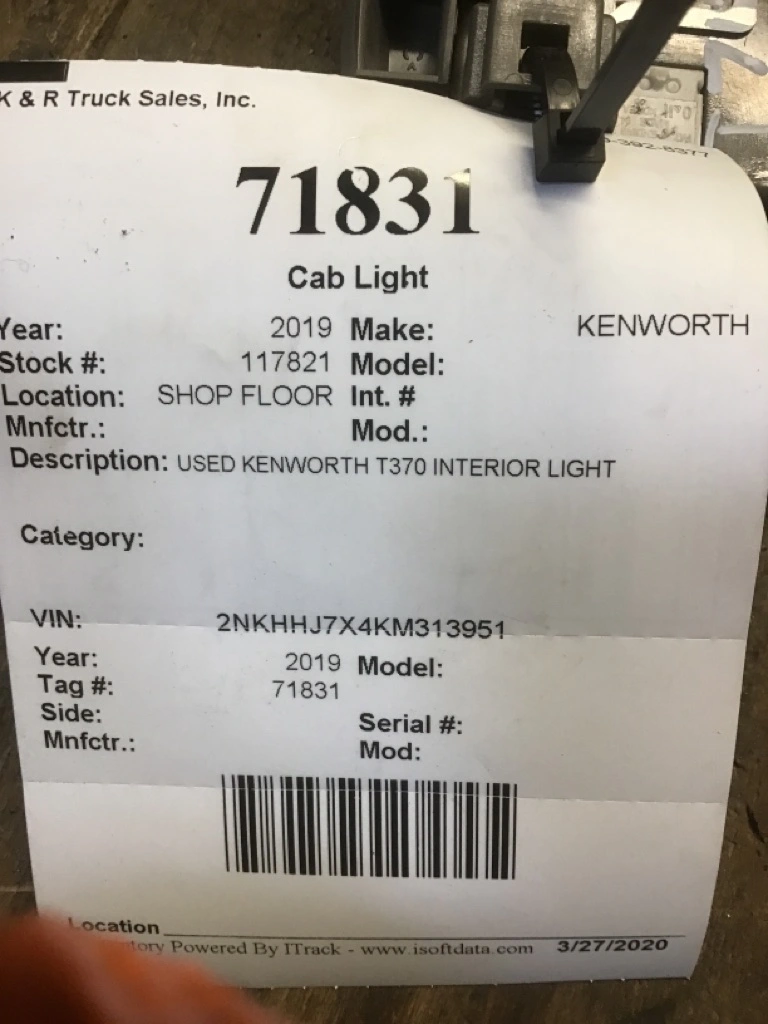 K & R Truck Sales, Inc.
-392-8377
71831
Cab Light
Year: 2019 Make: KENWORTH
Stock #: 117821 Model:
Location: SHOP FLOOR Int. #
Mnfctr.: Mod.:
Description: USED KENWORTH T370 INTERIOR LIGHT
Category:
VIN: 2NKHHJ7X4KM313951
Year: 2019 Model:
Tag #: 71831
Side: Serial #:
Mnfctr.: Mod:
Location
Powered By ITrack - www.isoftdata.com 3/27/2020